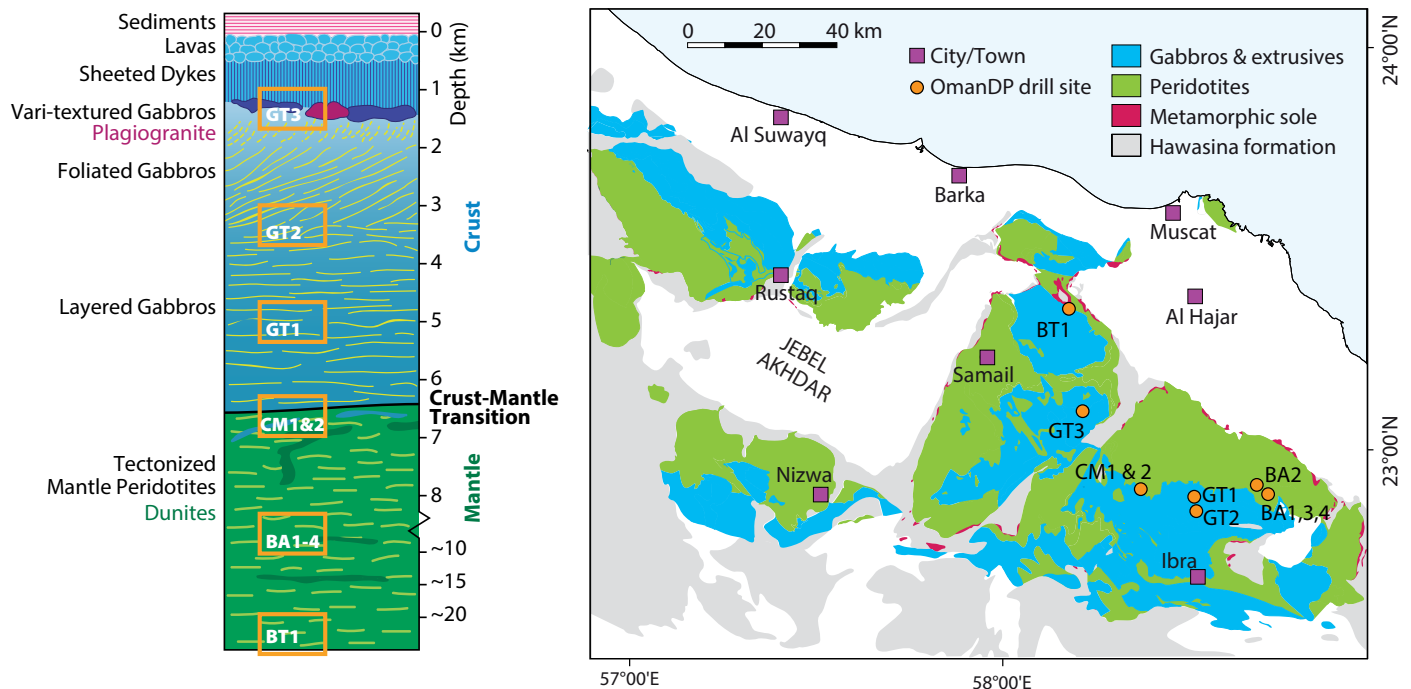 Sediments
Lavas
Sheeted Dykes
Vari-textured Gabbros
Plagiogranite
Foliated Gabbros
Layered Gabbros
Tectonized
Mantle Peridotites
Dunites
GT3
GT2
GT1
CM1&2
BA1-4
BT1
0
1
2
3
4
5
6
7
8
~10
~15
~20
Depth (km)
Crust
Crust-Mantle
Transition
Mantle
0 20 40 km
City/Town
OmanDP drill site
Gabbros & extrusives
Peridotites
Metamorphic sole
Hawasina formation
Al Suwayq
Barka
Muscat
Rustaq
Al Hajar
BT1
JEBEL
AKHDAR
Samail
GT3
CM1 & 2
BA2
GT1
Nizwa
GT2
BA1,3,4
Ibra
24°00'N
23°00'N
57°00'E
58°00'E